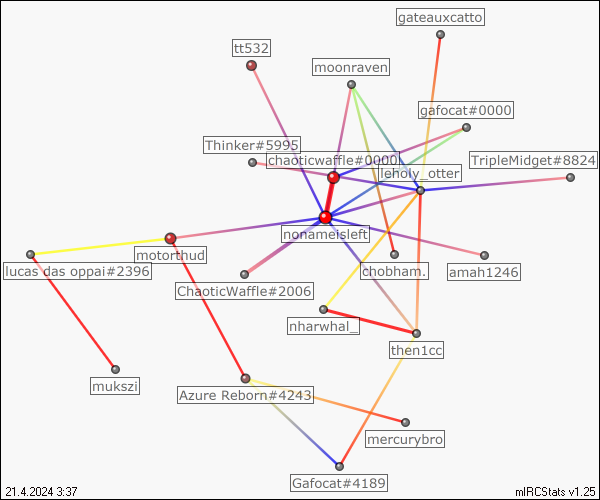 gateauxcatto
tt532
moonraven
gafocat#0000
Thinker#5995
chaoticwaffle#0000
leholy_otter
TripleMidget#8824
nonameisleft
motorthud
lucas das oppai#2396
chobham.
amah1246
ChaoticWaffle#2006
nharwhal_
then1cc
mukszi
Azure Reborn#4243
mercurybro
Gafocat#4189
21.4.2024 3:37
mIRCStats v1.25